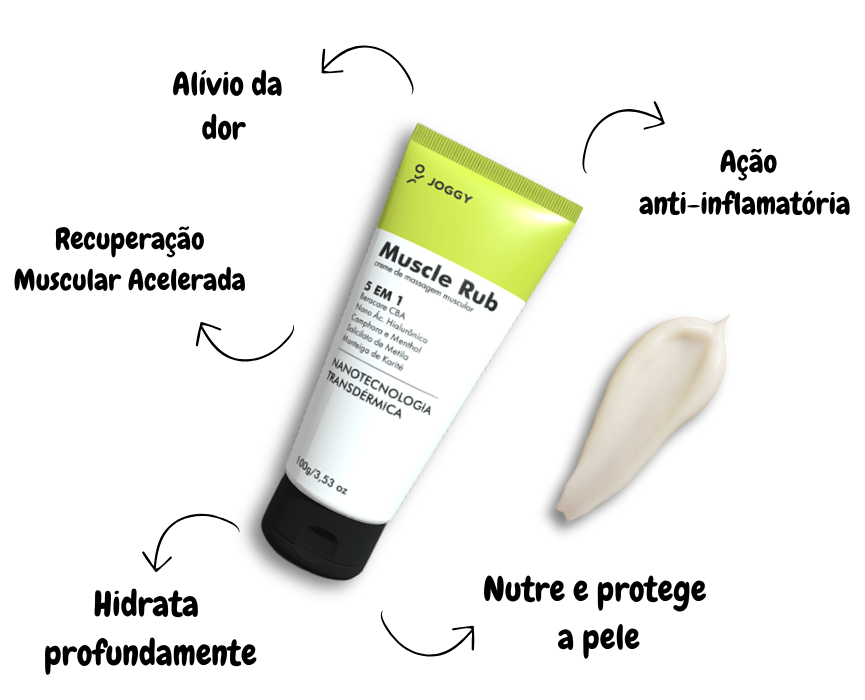 Alívio da
dor
Ação
anti-inflamatória
Recuperação
Muscular Acelerada
JOGGY
Muscle Rub
creme de massagem muscular
5 EM 1
Beracare CBA
Nano Ác. Hialurônico
Camphora e Menthol
Salicilato de Metila
Manteiga de Karité
NANOTECNOLOGIA
TRANSDÉRMICA
100g/3,53 oz
Hidrata
profundamente
Nutre e protege
a pele